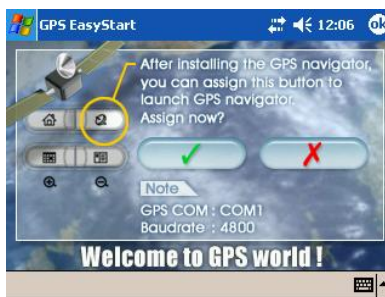 GPS EasyStart 12:06 ok
After installing the GPS navigator,
you can assign this button to
launch GPS navigator.
Assign now?
Note
GPS COM : COM1
Baudrate : 4800
Welcome to GPS world !